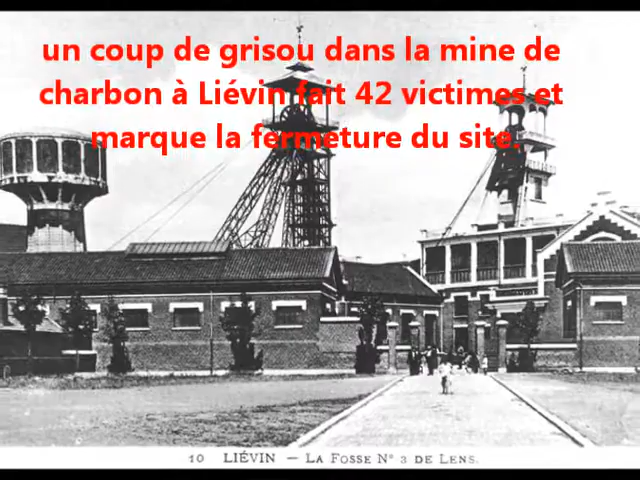 un coup de grisou dans la mine de
charbon à Liévin fait 42 victimes et
marque la fermeture du site.
10 LIÉVIN — LA FOSSE N° 3 DE LENS.